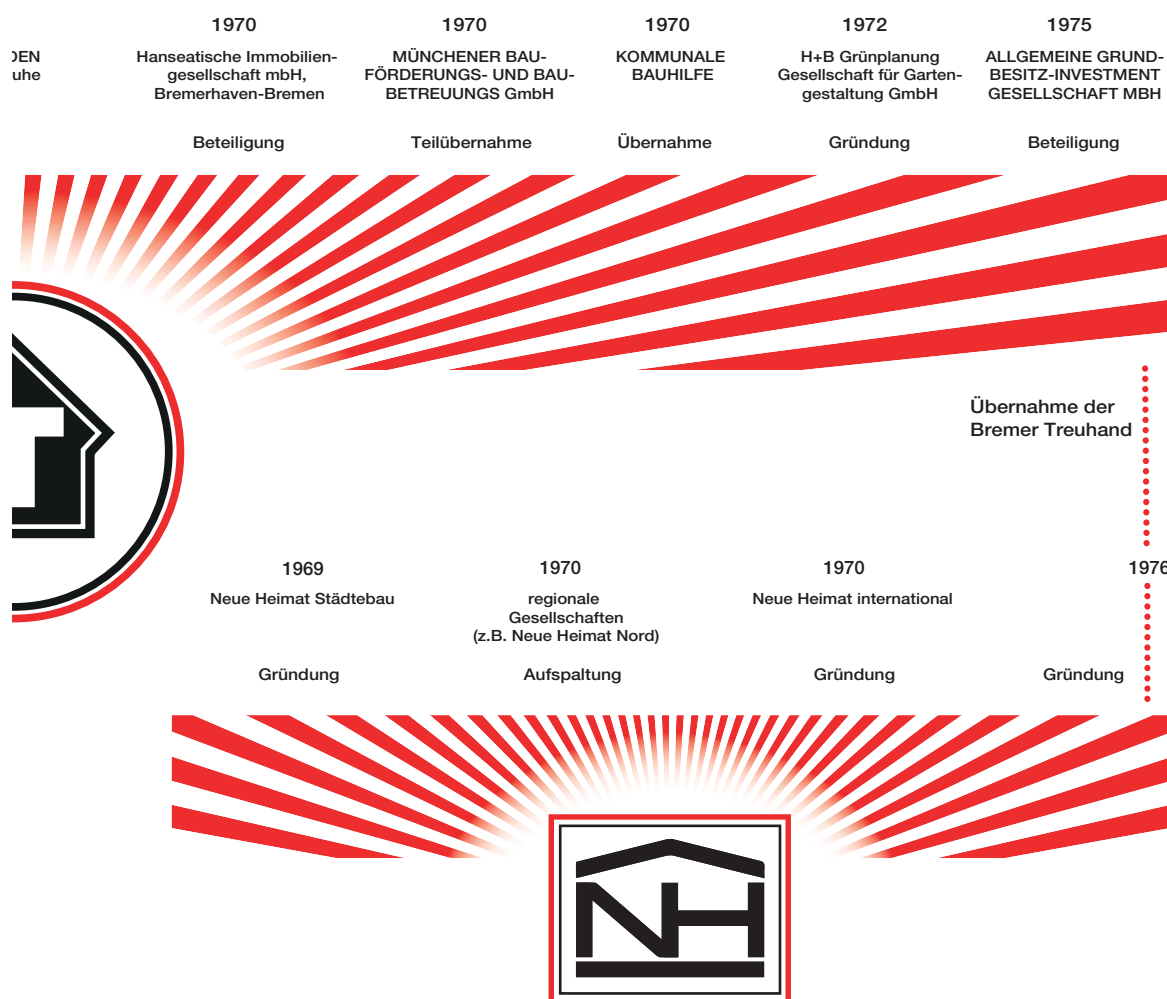 1970
Hanseatische Immobilien-
gesellschaft mbH,
Bremerhaven-Bremen
Beteiligung
1970
MÜNCHENER BAU-
FÖRDERUNGS- UND BAU-
BETREUUNGS GmbH
Teilübernahme
1970
KOMMUNALE
BAUHILFE
Übernahme
1972
H+B Grünplanung
Gesellschaft für Garten-
gestaltung GmbH
Gründung
1975
ALLGEMEINE GRUND-
BESITZ-INVESTMENT
GESELLSCHAFT MBH
Beteiligung
Übernahme der
Bremer Treuhand
1969
Neue Heimat Städtebau
Gründung
1970
regionale
Gesellschaften
(z.B. Neue Heimat Nord)
Aufspaltung
1970
Neue Heimat international
Gründung
1976
Gründung
NH